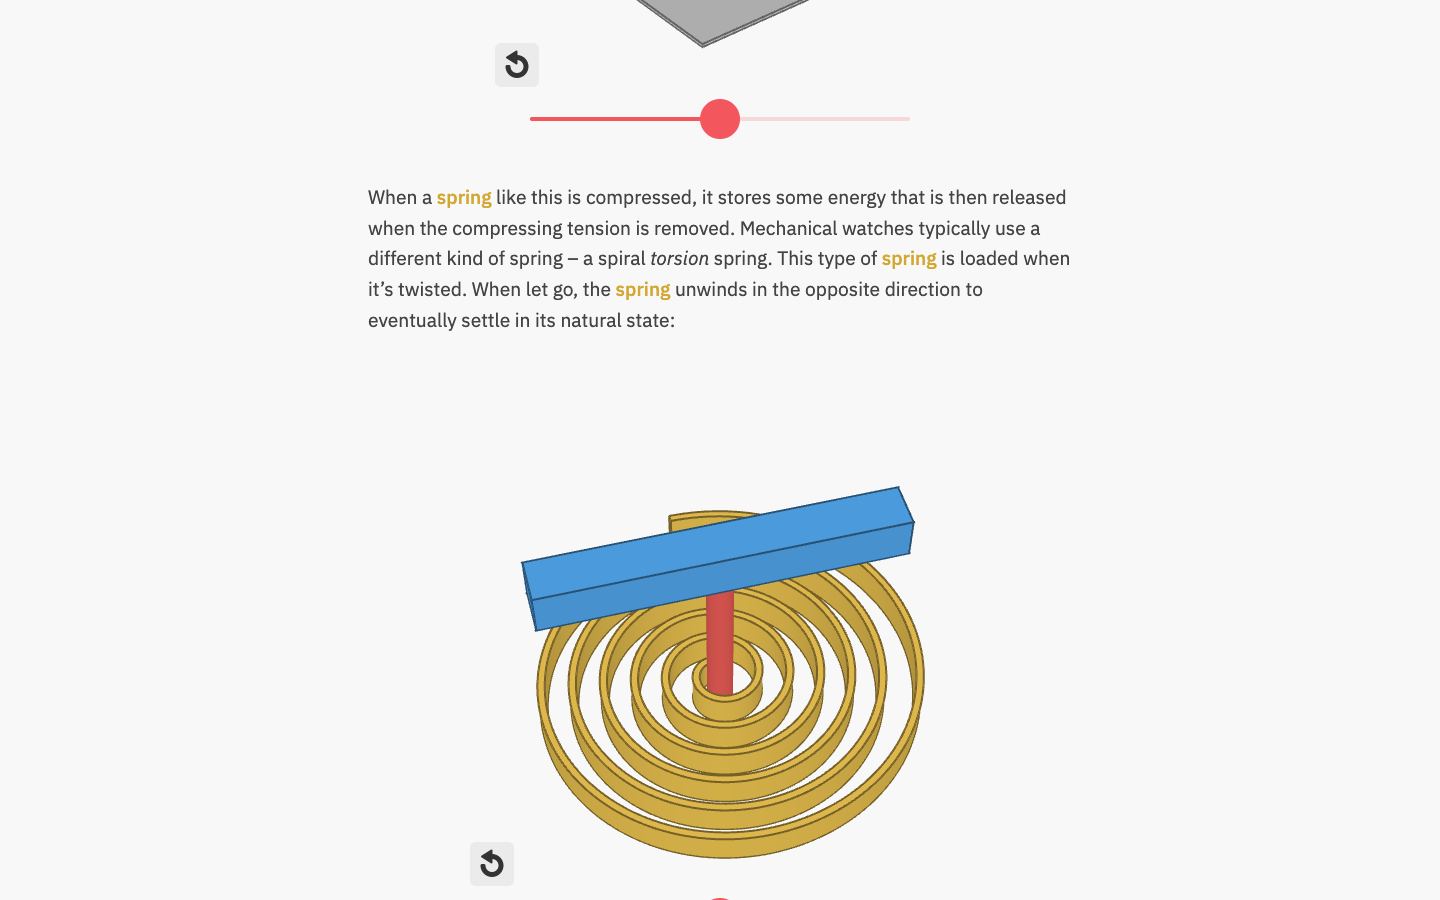 When a spring like this is compressed, it stores some energy that is then released
when the compressing tension is removed. Mechanical watches typically use a
different kind of spring – a spiral torsion spring. This type of spring is loaded when
it’s twisted. When let go, the spring unwinds in the opposite direction to
eventually settle in its natural state: